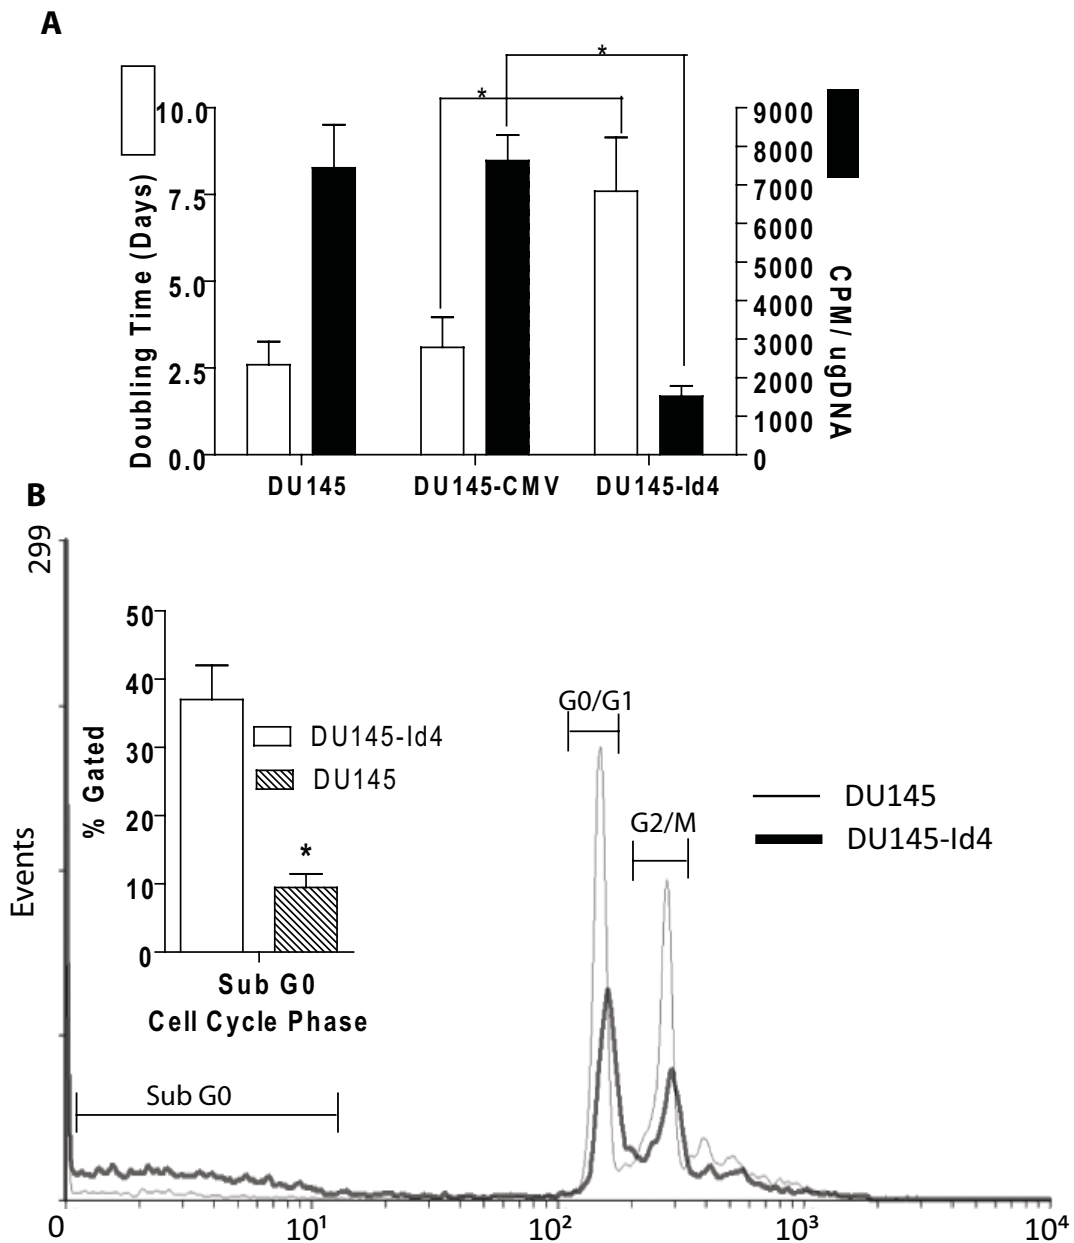 A
*
*
10.0
7.5
5.0
2.5
0.0
Doubling Time (Days)
9000
8000
7000
6000
5000
4000
3000
2000
1000
0
CPM/ ugDNA
DU145
DU145-CMV
DU145-Id4
B
299
Events
50
40
30
20
10
0
% Gated
DU145-Id4
DU145
*
Sub G0
Cell Cycle Phase
G0/G1
G2/M
DU145
DU145-Id4
Sub G0
0
10¹
10²
10³
10⁴